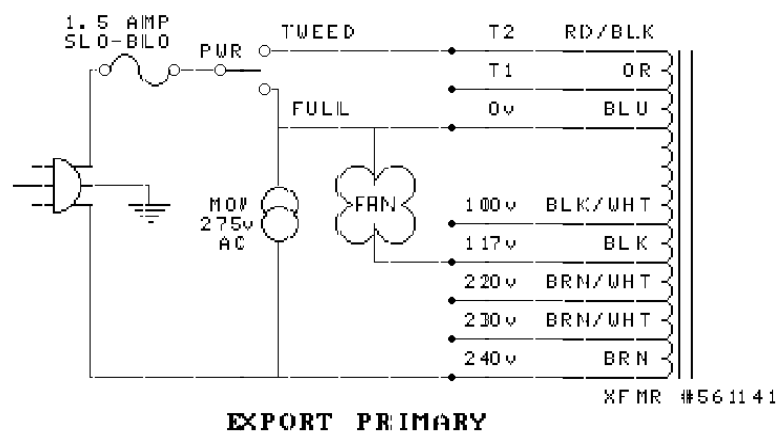 1.5 AMP
SLO-BLO
PWR
TWEED
T2 RD/BLK
T1 OR
FULL
0v BLU
MOV
275v
AC
FAN
100v BLK/WHT
117v BLK
220v BRN/WHT
230v BRN/WHT
240v BRN
XFMR #561141
EXPORT PRIMARY